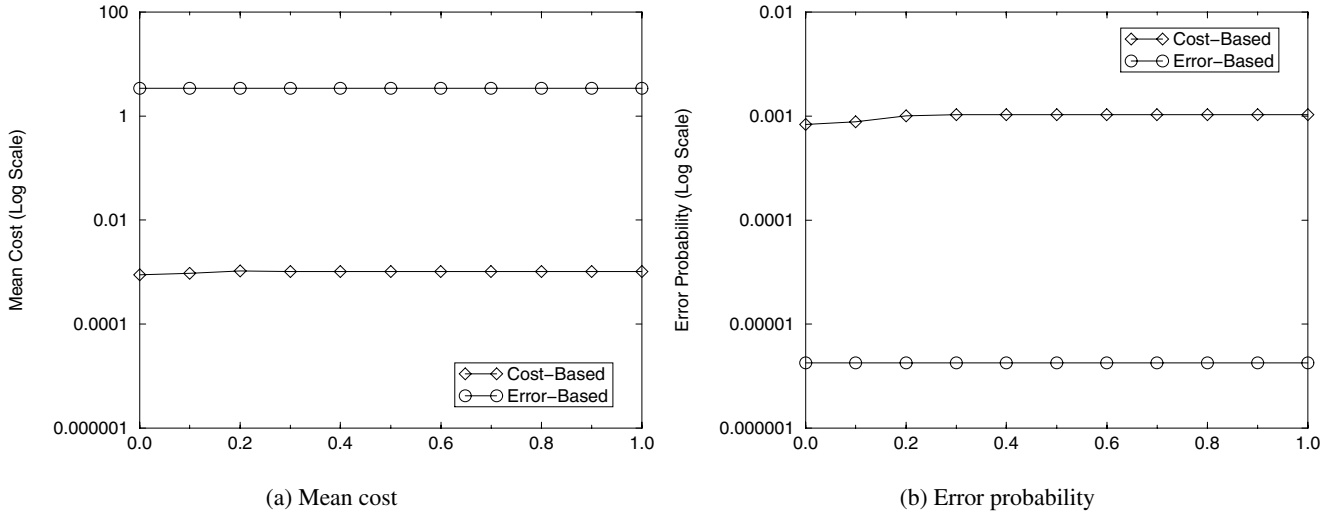 100
1
0.01
0.0001
0.000001
Mean Cost (Log Scale)
Cost-Based
Error-Based
0.0 0.2 0.4 0.6 0.8 1.0
(a) Mean cost
0.01
0.001
0.0001
0.00001
0.000001
Error Probability (Log Scale)
Cost-Based
Error-Based
0.0 0.2 0.4 0.6 0.8 1.0
(b) Error probability